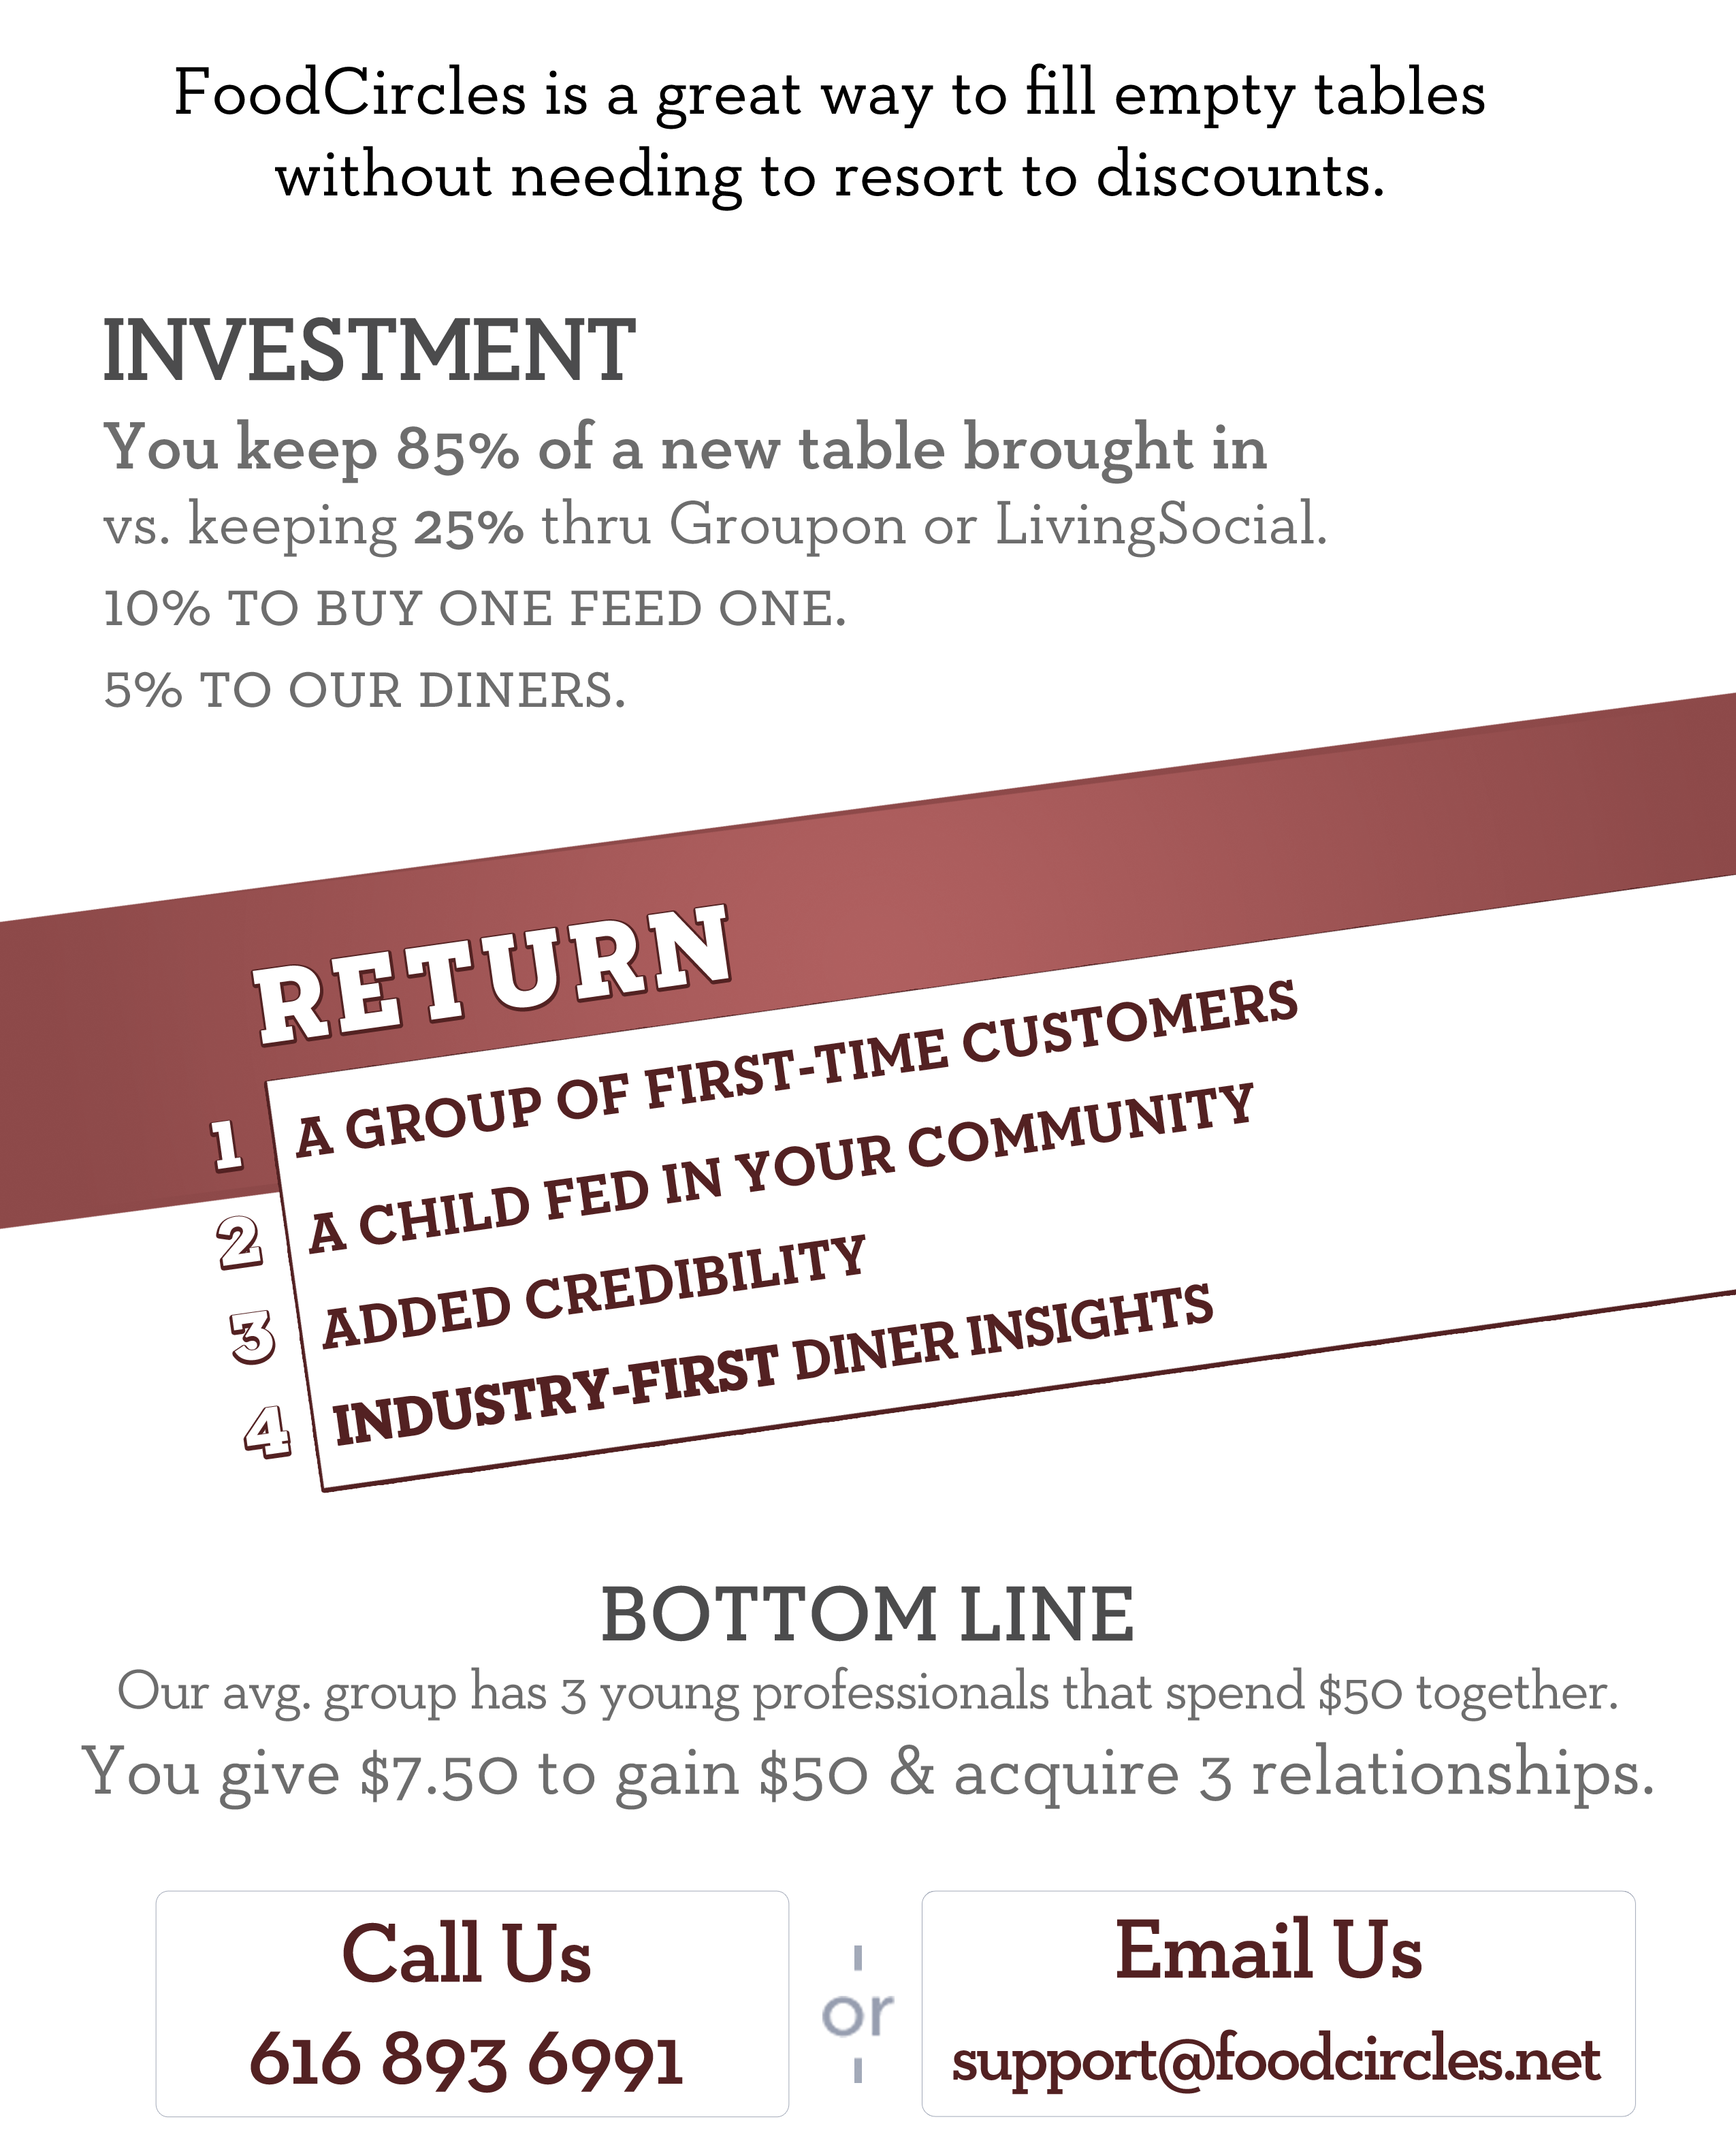 FoodCircles is a great way to fill empty tables
without needing to resort to discounts.
INVESTMENT
You keep 85% of a new table brought in
vs. keeping 25% thru Groupon or LivingSocial.
10% TO BUY ONE FEED ONE.
5% TO OUR DINERS.
RETURN
1 A GROUP OF FIRST-TIME CUSTOMERS
2 A CHILD FED IN YOUR COMMUNITY
3 ADDED CREDIBILITY
4 INDUSTRY-FIRST DINER INSIGHTS
BOTTOM LINE
Our avg. group has 3 young professionals that spend $50 together.
You give $7.50 to gain $50 & acquire 3 relationships.
Call Us
616 893 6991
or
Email Us
support@foodcircles.net